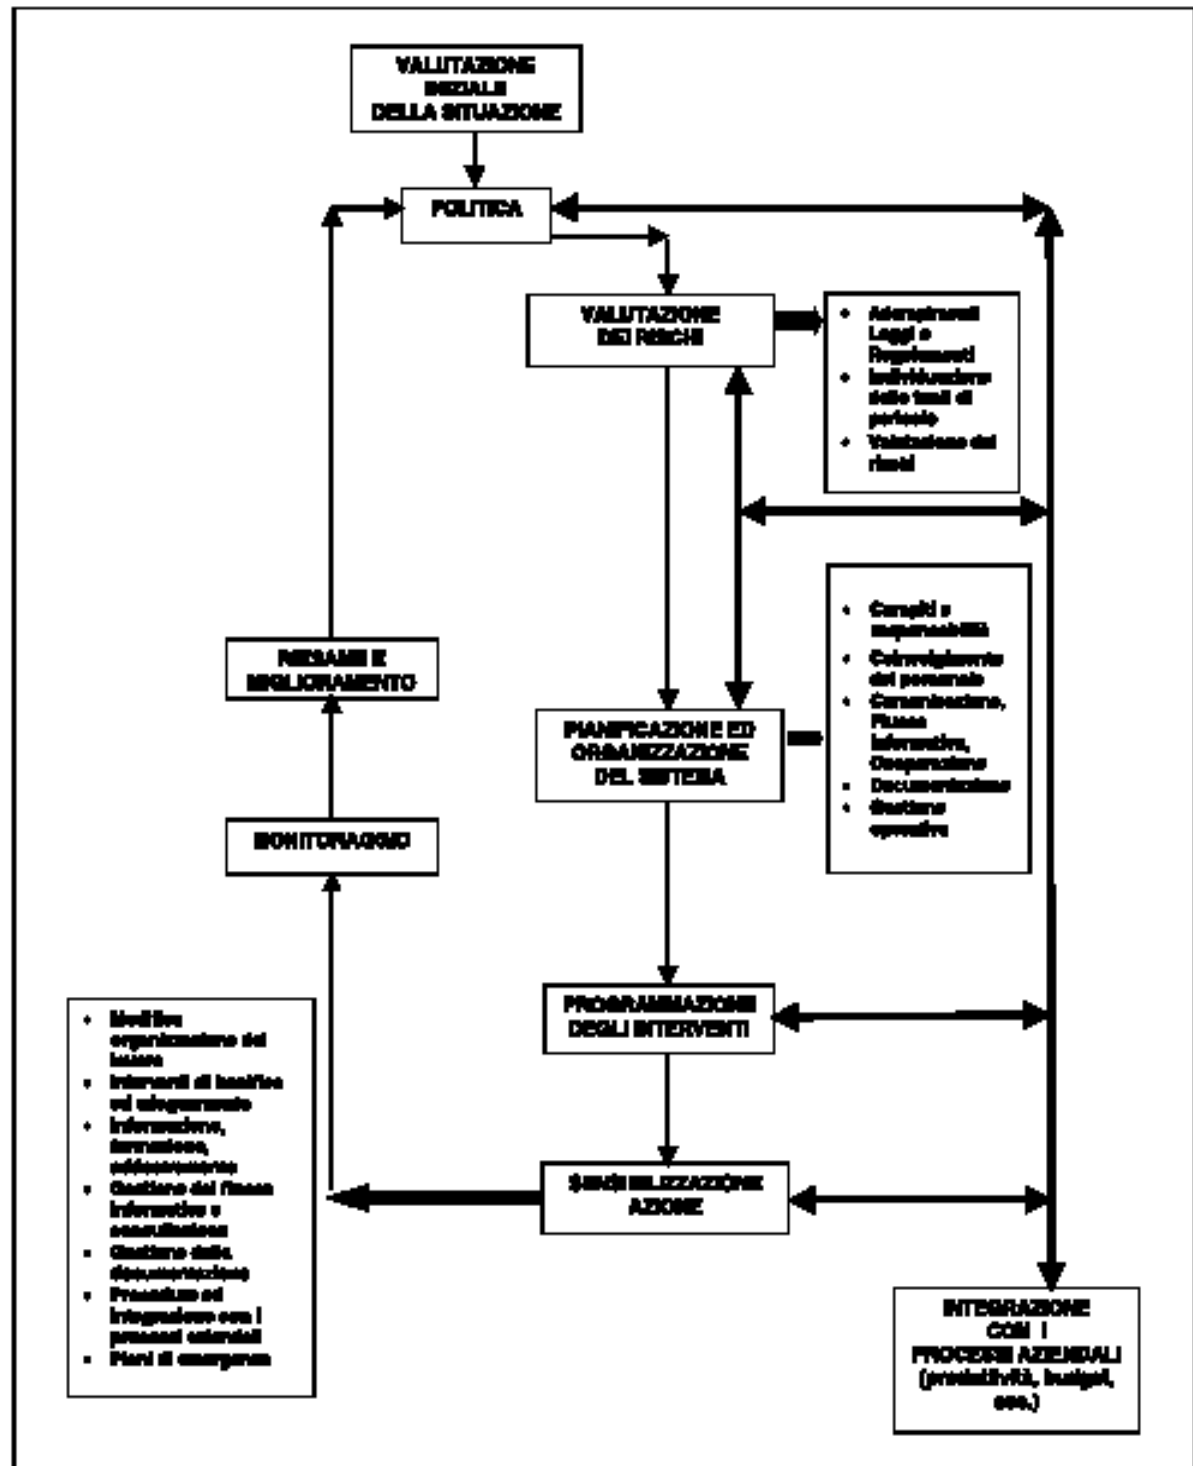 VALUTAZIONE
INIZIALE
DELLA SITUAZIONE
POLITICA
VALUTAZIONE
DEI RISCHI
• Adempimenti
Leggi e
Regolamenti
• Individuazione
delle fonti di
pericolo
• Valutazione dei
rischi
• Compiti e
responsabilità
• Coinvolgimento
del personale
• Comunicazione,
Flusso
informativo,
Cooperazione
• Documentazione
• Gestione
operativa
RIESAME E
MIGLIORAMENTO
PIANIFICAZIONE ED
ORGANIZZAZIONE
DEL SISTEMA
MONITORAGGIO
PROGRAMMAZIONE
DEGLI INTERVENTI
• Modifica
organizzazione del
lavoro
• Interventi di bonifica
ed adeguamento
• Informazione,
formazione,
addestramento
• Gestione del flusso
informativo e
consultazione
• Gestione della
documentazione
• Procedure ed
integrazione con i
processi aziendali
• Piani di emergenza
SENSIBILIZZAZIONE
AZIONE
INTEGRAZIONE
CON I
PROCESSI AZIENDALI
(produttività, budget,
ecc.)